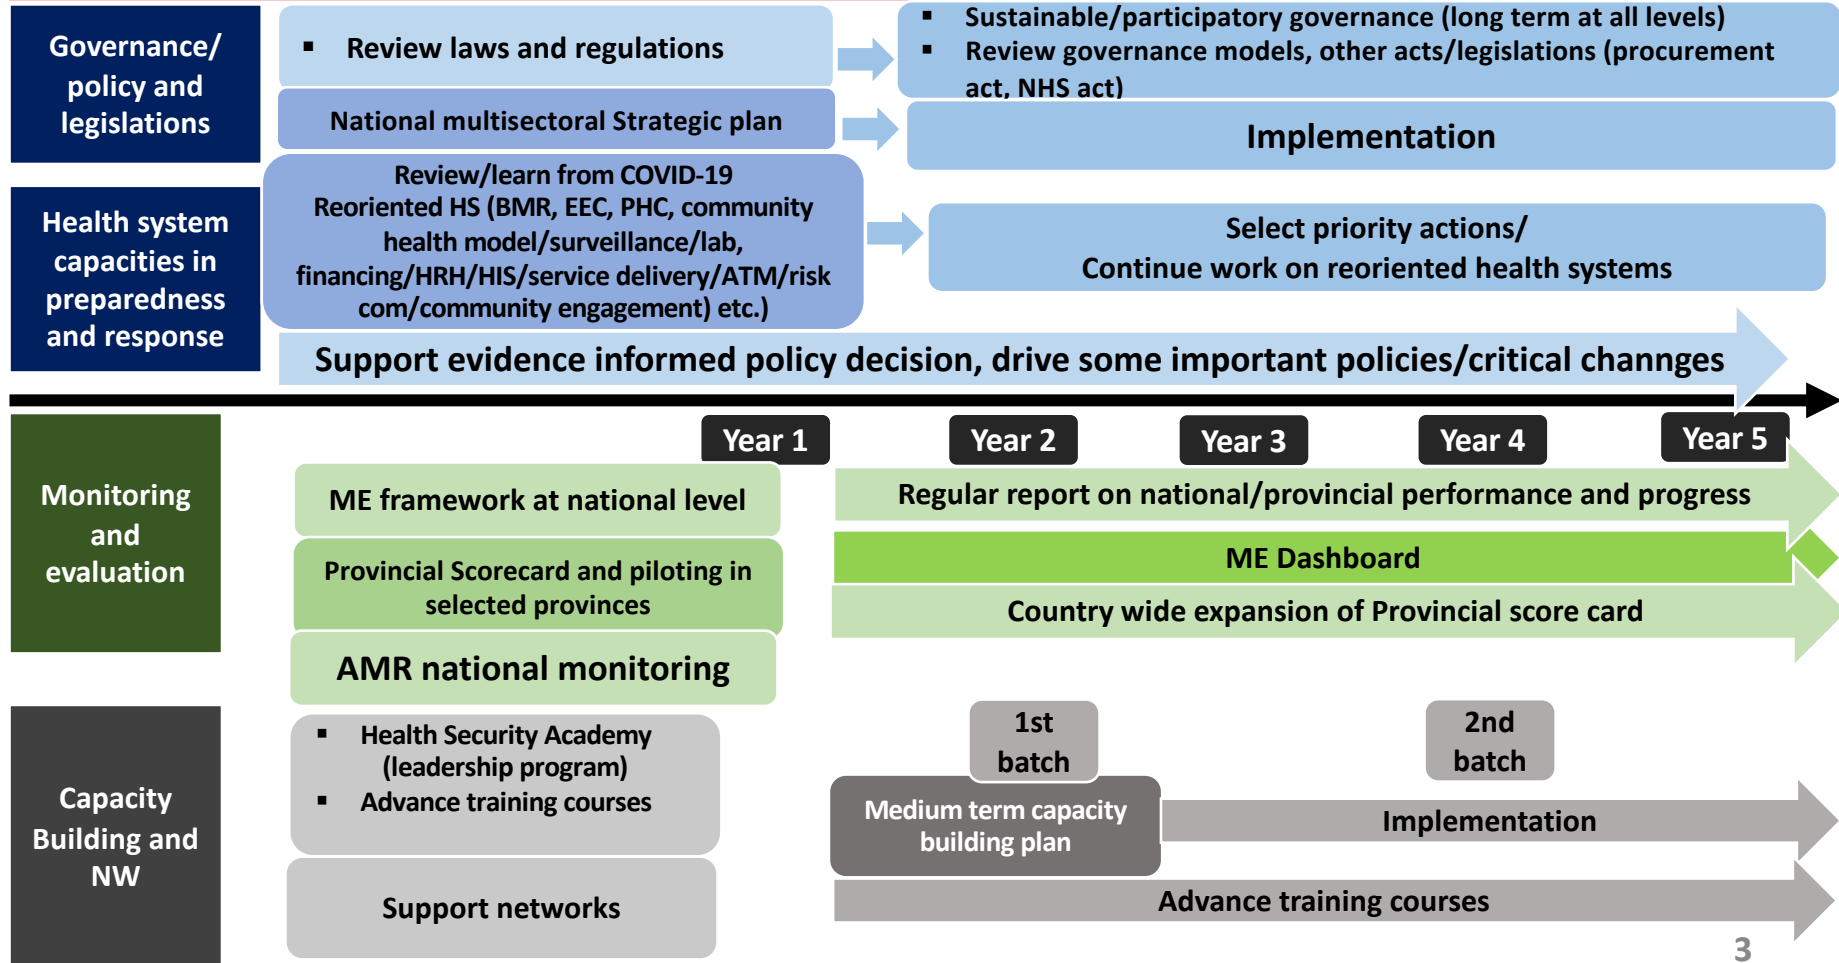 Governance/
policy and
legislations
▪ Review laws and regulations
▪ Sustainable/participatory governance (long term at all levels)
▪ Review governance models, other acts/legislations (procurement
act, NHS act)
National multisectoral Strategic plan
Implementation
Health system
capacities in
preparedness
and response
Review/learn from COVID-19
Reoriented HS (BMR, EEC, PHC, community
health model/surveillance/lab,
financing/HRH/HIS/service delivery/ATM/risk
com/community engagement) etc.)
Select priority actions/
Continue work on reoriented health systems
Support evidence informed policy decision, drive some important policies/critical channges
Year 1
Year 2
Year 3
Year 4
Year 5
Monitoring
and
evaluation
ME framework at national level
Regular report on national/provincial performance and progress
Provincial Scorecard and piloting in
selected provinces
ME Dashboard
Country wide expansion of Provincial score card
AMR national monitoring
Capacity
Building and
NW
▪ Health Security Academy
(leadership program)
▪ Advance training courses
1st
batch
2nd
batch
Medium term capacity
building plan
Implementation
Support networks
Advance training courses
3